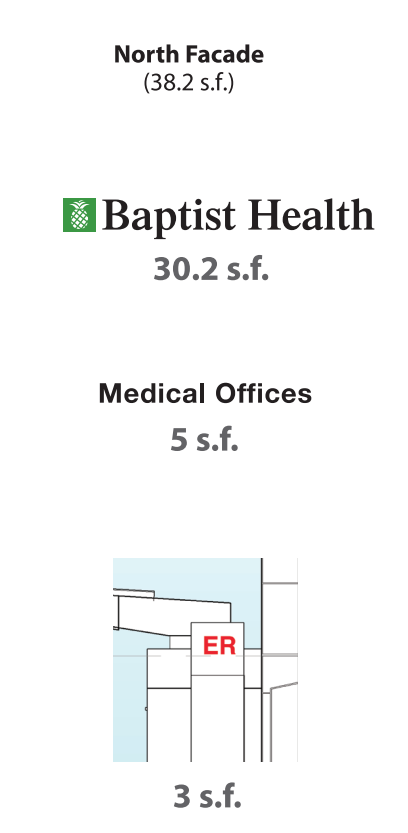 North Facade
(38.2 s.f.)
Baptist Health
30.2 s.f.
Medical Offices
5 s.f.
ER
3 s.f.